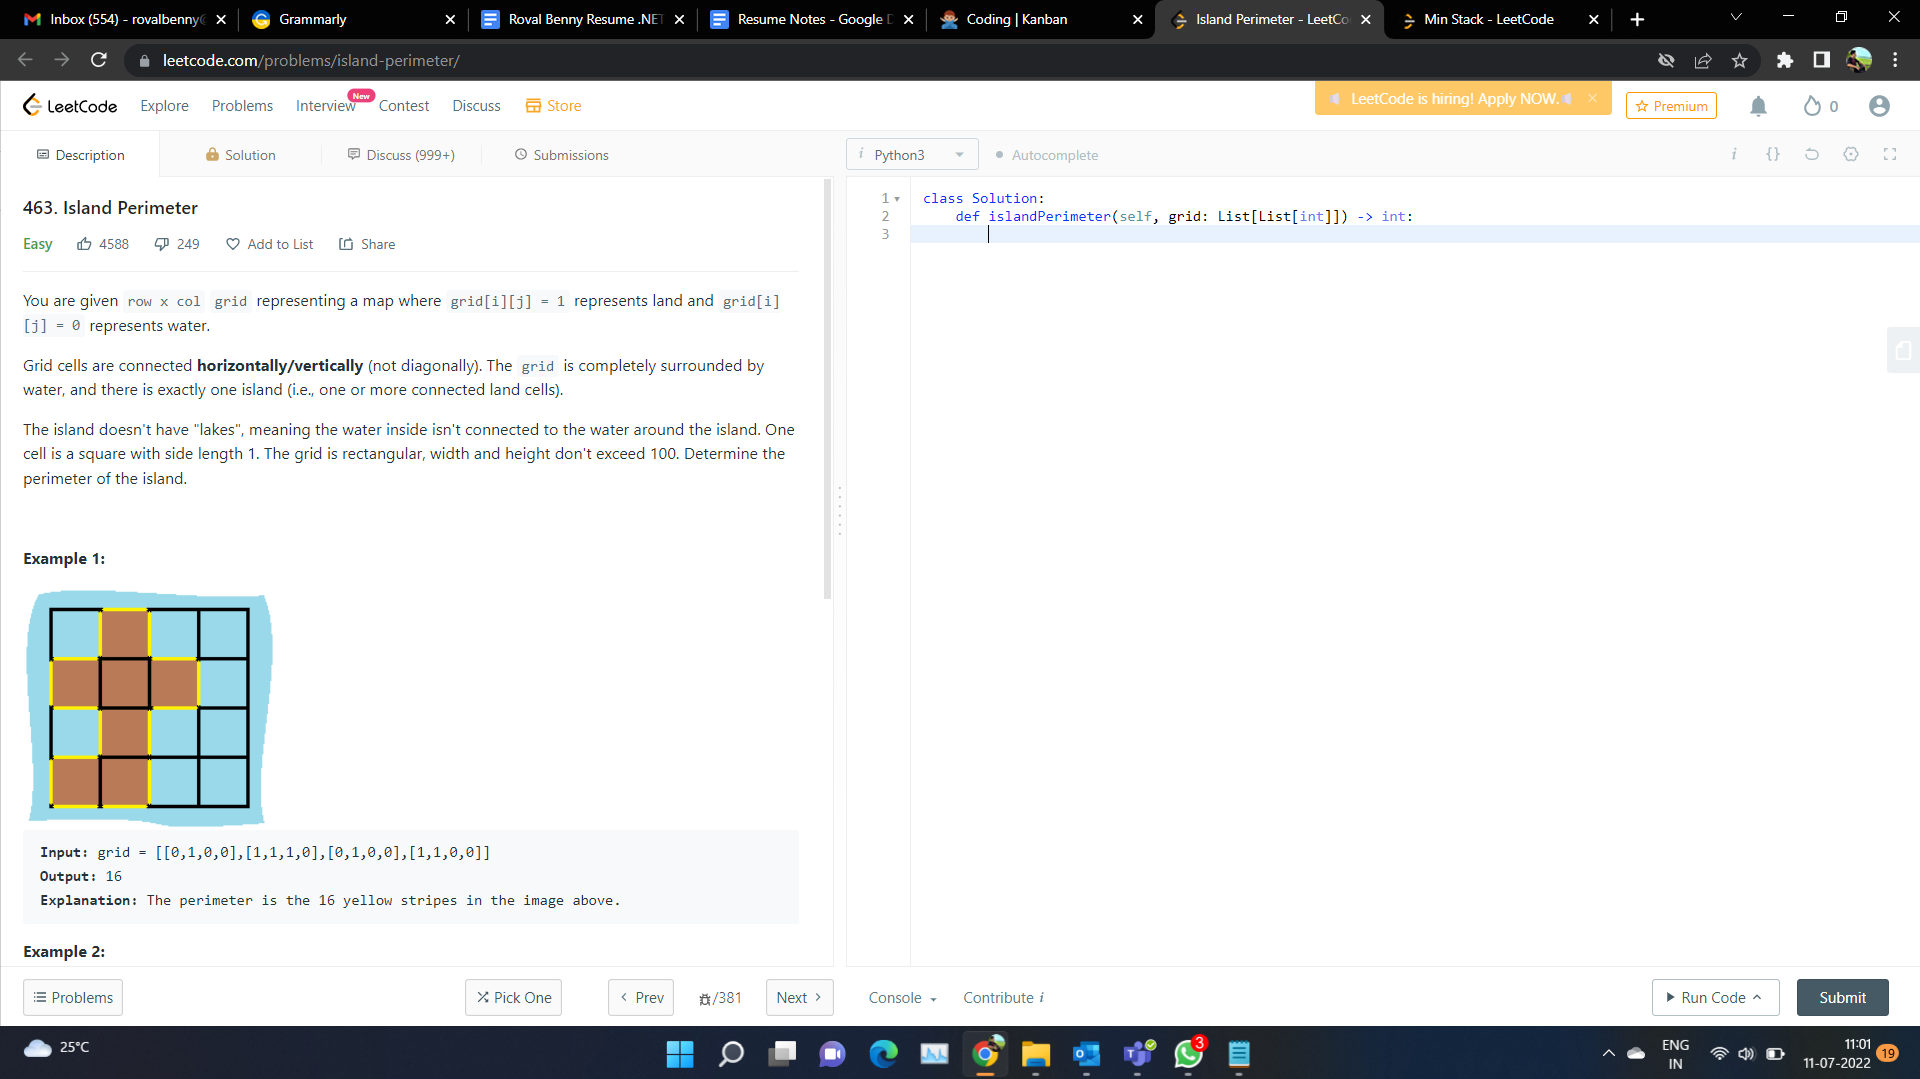 Inbox (554) - rovalbenny
Grammarly
Roval Benny Resume .NET
Resume Notes - Google D
Coding | Kanban
Island Perimeter - LeetCo
Min Stack - LeetCode
leetcode.com/problems/island-perimeter/
LeetCode
Explore
Problems
Interview
New
Contest
Discuss
Store
LeetCode is hiring! Apply NOW.
Premium
0
Description
Solution
Discuss (999+)
Submissions
i Python3
Autocomplete
i {}
463. Island Perimeter
Easy 4588 249 Add to List Share
You are given row x col grid representing a map where grid[i][j] = 1 represents land and grid[i]
[j] = 0 represents water.
Grid cells are connected horizontally/vertically (not diagonally). The grid is completely surrounded by
water, and there is exactly one island (i.e., one or more connected land cells).
The island doesn't have "lakes", meaning the water inside isn't connected to the water around the island. One
cell is a square with side length 1. The grid is rectangular, width and height don't exceed 100. Determine the
perimeter of the island.
Example 1:
Input: grid = [[0,1,0,0],[1,1,1,0],[0,1,0,0],[1,1,0,0]]
Output: 16
Explanation: The perimeter is the 16 yellow stripes in the image above.
Example 2:
1 class Solution:
2 def islandPerimeter(self, grid: List[List[int]]) -> int:
3
Problems
Pick One
Prev
/381
Next
Console
Contribute i
Run Code
Submit
25°C
3
ENG
IN
11:01
11-07-2022
19